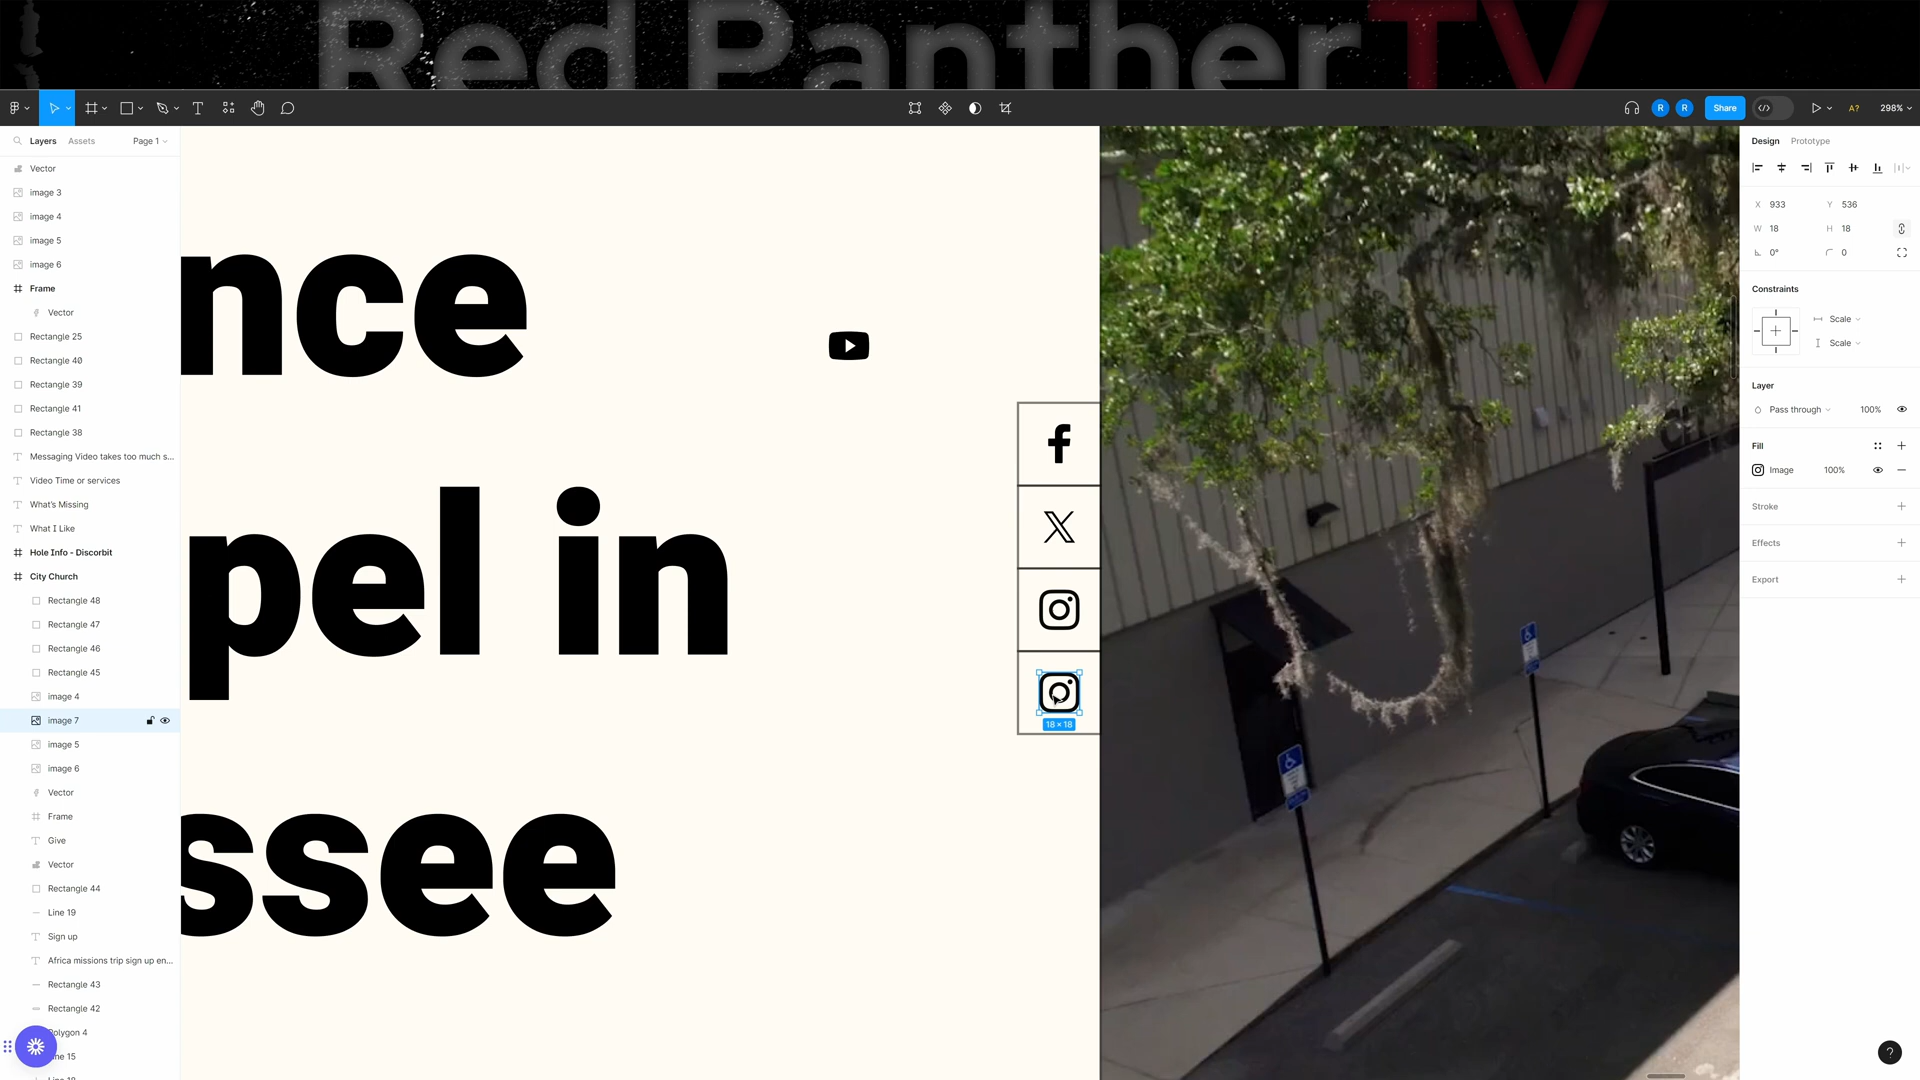 Red PantherTV
R
R
Share
A?
298%
Layers
Assets
Page 1
Vector
image 3
image 4
image 5
image 6
Frame
Vector
Rectangle 25
Rectangle 40
Rectangle 39
Rectangle 41
Rectangle 38
Messaging Video takes too much s...
Video Time or services
What's Missing
What I Like
Hole Info - Discorbit
City Church
Rectangle 48
Rectangle 47
Rectangle 46
Rectangle 45
image 4
image 7
image 5
image 6
Vector
Frame
Give
Vector
Rectangle 44
Line 19
Sign up
Africa missions trip sign up en...
Rectangle 43
Rectangle 42
Polygon 4
ine 15
nce
pel in
ssee
18 × 18
Design
Prototype
X 933
Y 536
W 18
H 18
0°
0
Constraints
Scale
Scale
Layer
Pass through
100%
Fill
Image
100%
Stroke
Effects
Export
?